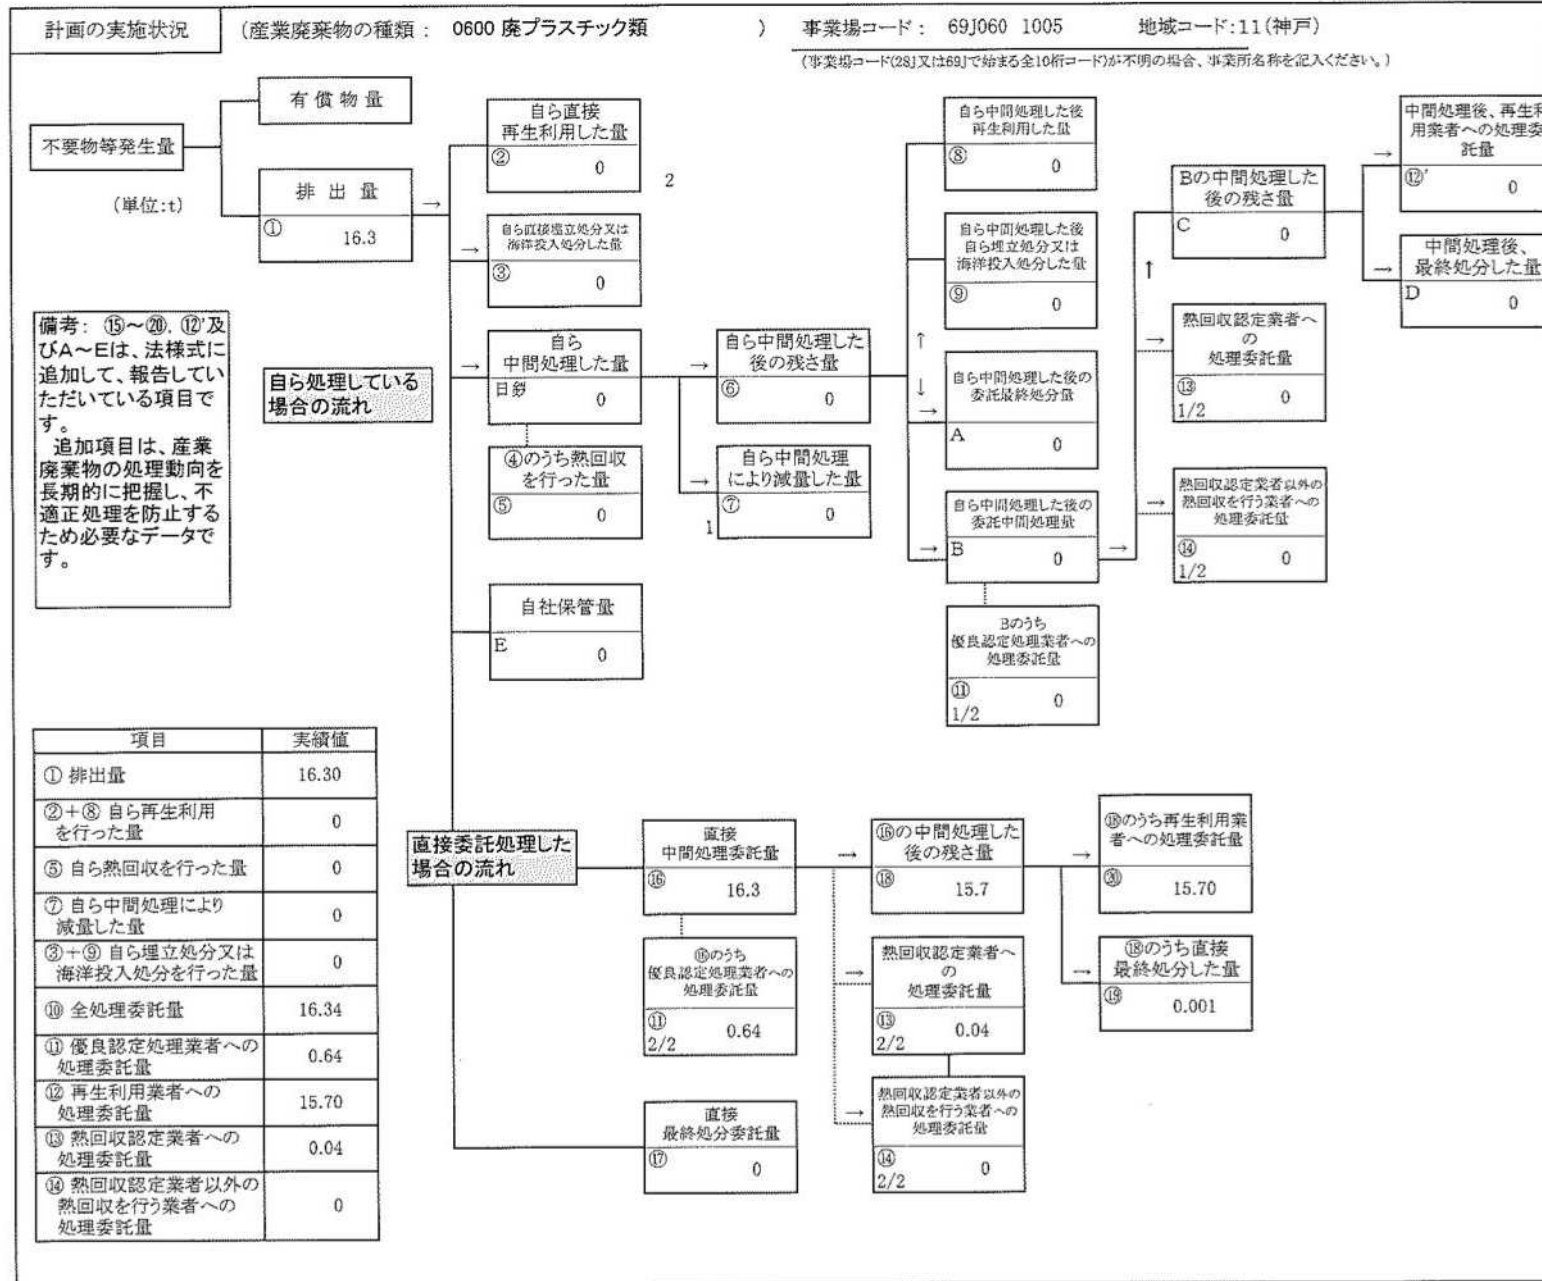 計画の実施状況
(産業廃棄物の種類： 0600 廃プラスチック類 )
事業場コード： 69J060 1005
地域コード:11(神戸)
(事業場コード(28J又は69Jで始まる全10桁コード)が不明の場合、事業所名称を記入ください。)
不要物等発生量
(単位:t)
有償物量
排出量
→
①
16.3
自ら直接
再生利用した量
②
0
2
→
自ら直接埋立処分又は
海洋投入処分した量
③
0
→
自ら
中間処理した量
0
④のうち熱回収
を行った量
⑤
0
自社保管量
E
0
→
自ら中間処理した
後の残さ量
⑥
0
→
自ら中間処理
により減量した量
⑦
0
1
自ら中間処理した後
再生利用した量
⑧
0
自ら中間処理した後
自ら埋立処分又は
海洋投入処分した量
⑨
0
↑
↓
→
自ら中間処理した後の
委託最終処分量
A
0
自ら中間処理した後の
委託中間処理量
→
B
0
→
Bのうち
優良認定処理業者への
処理委託量
⑪
1/2
0
↑
Bの中間処理した
後の残さ量
C
0
→
熱回収認定業者へ
の
処理委託量
⑬
1/2
0
→
熱回収認定業者以外の
熱回収を行う業者への
処理委託量
⑭
1/2
0
→
中間処理後、再生利
用業者への処理委
託量
⑫'
0
→
中間処理後、
最終処分した量
D
0
備考： ⑮～⑳, ⑫'及
びA～Eは、法様式に
追加して、報告してい
ただいている項目で
す。
追加項目は、産業
廃棄物の処理動向を
長期的に把握し、不
適正処理を防止する
ため必要なデータで
す。
自ら処理している
場合の流れ
項目 実績値
① 排出量 16.30
②+⑧ 自ら再生利用
を行った量 0
⑤ 自ら熱回収を行った量 0
⑦ 自ら中間処理により
減量した量 0
③+⑨ 自ら埋立処分又は
海洋投入処分を行った量 0
⑩ 全処理委託量 16.34
⑪ 優良認定処理業者への
処理委託量 0.64
⑫ 再生利用業者への
処理委託量 15.70
⑬ 熱回収認定業者への
処理委託量 0.04
⑭ 熱回収認定業者以外の
熱回収を行う業者への
処理委託量 0
直接委託処理した
場合の流れ
直接
中間処理委託量
⑯
16.3
→
⑯のうち
優良認定処理業者への
処理委託量
⑪
2/2
0.64
直接
最終処分委託量
⑰
0
⑯の中間処理した
後の残さ量
⑱
15.7
→
→
熱回収認定業者へ
の
処理委託量
⑬
2/2
0.04
→
熱回収認定業者以外の
熱回収を行う業者への
処理委託量
⑭
2/2
0
⑱のうち再生利用業
者への処理委託量
⑳
15.70
→
⑱のうち直接
最終処分した量
⑲
0.001